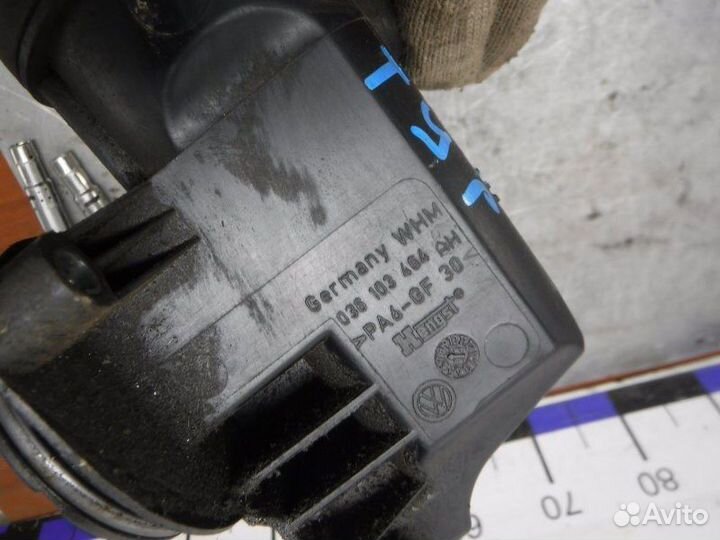 Germany WHM
036 103 464 AH
>PA6-GF 30<
Hengst
70
80
Avito